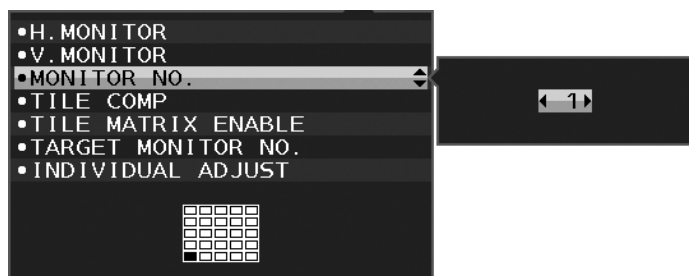 •H.MONITOR
•V.MONITOR
•MONITOR NO.
1
•TILE COMP
•TILE MATRIX ENABLE
•TARGET MONITOR NO.
•INDIVIDUAL ADJUST